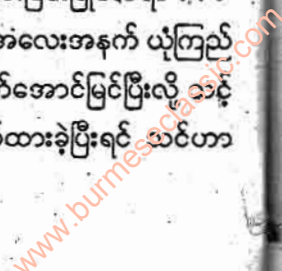 အလေးအနက် ယုံကြည်
အောင်မြင်ပြီးလို့ သင့်
ထားခဲ့ပြီးရင် သင်ဟာ
www.burmeseclassic.com